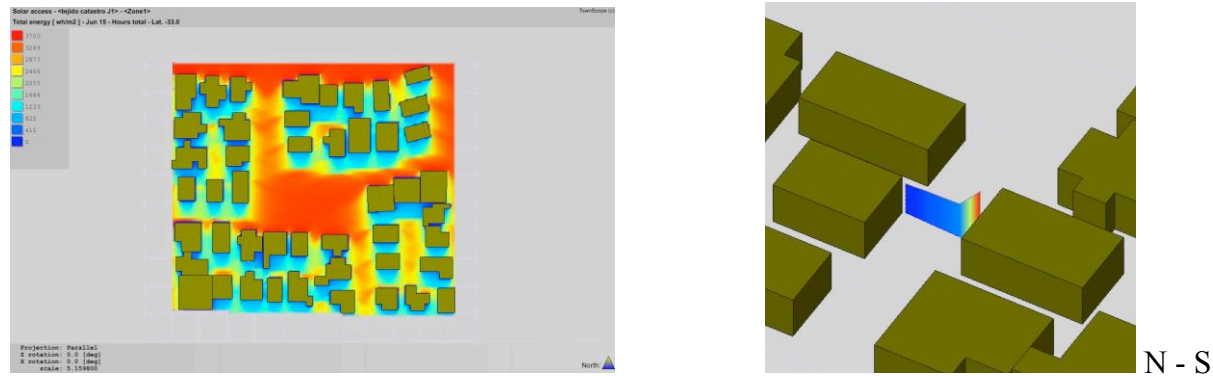 Solar access - <tejido catastro J1> - <Zone1>
TownScope (c)
Total energy [ wh/m2 ] - Jun 15 - Hours total - Lat. -33.0
3700
3289
2877
2466
2055
1644
1233
822
411
0
Projection: Parallel
Z rotation: 0.0 [deg]
X rotation: 0.0 [deg]
scale: 5.159800
North:
N - S